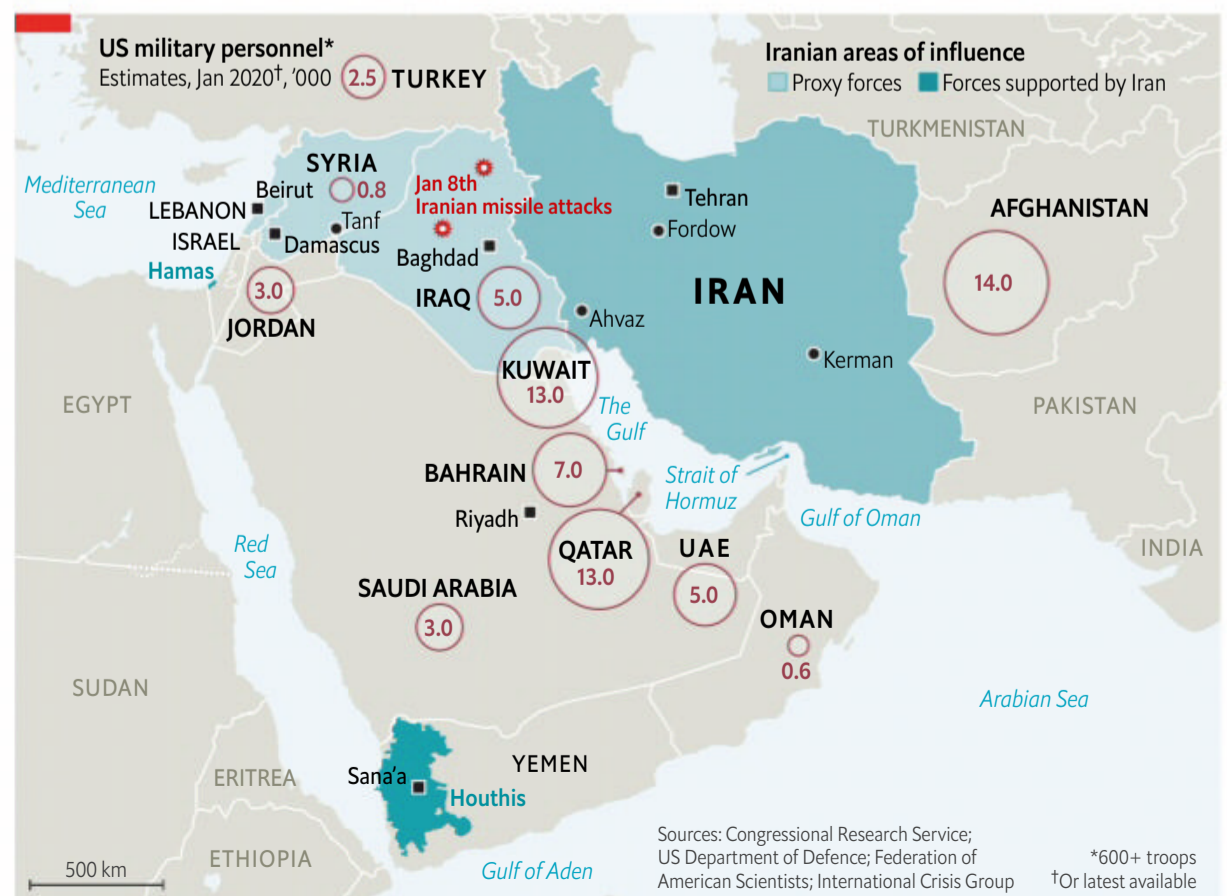 US military personnel*
Estimates, Jan 2020†, '000
2.5 TURKEY
Iranian areas of influence
Proxy forces
Forces supported by Iran
TURKMENISTAN
Mediterranean
Sea
SYRIA
0.8
Beirut
LEBANON
ISRAEL
Hamas
Tanf
Damascus
Jan 8th
Iranian missile attacks
Baghdad
IRAQ 5.0
3.0
JORDAN
Tehran
Fordow
IRAN
Ahvaz
Kerman
AFGHANISTAN
14.0
KUWAIT
13.0
The
Gulf
EGYPT
PAKISTAN
BAHRAIN 7.0
Strait of
Hormuz
Riyadh
Gulf of Oman
Red
Sea
QATAR
13.0
UAE
5.0
INDIA
SAUDI ARABIA
3.0
OMAN
0.6
SUDAN
Arabian Sea
ERITREA
Sana'a
Houthis
YEMEN
ETHIOPIA
Gulf of Aden
500 km
Sources: Congressional Research Service;
US Department of Defence; Federation of
American Scientists; International Crisis Group
*600+ troops
†Or latest available